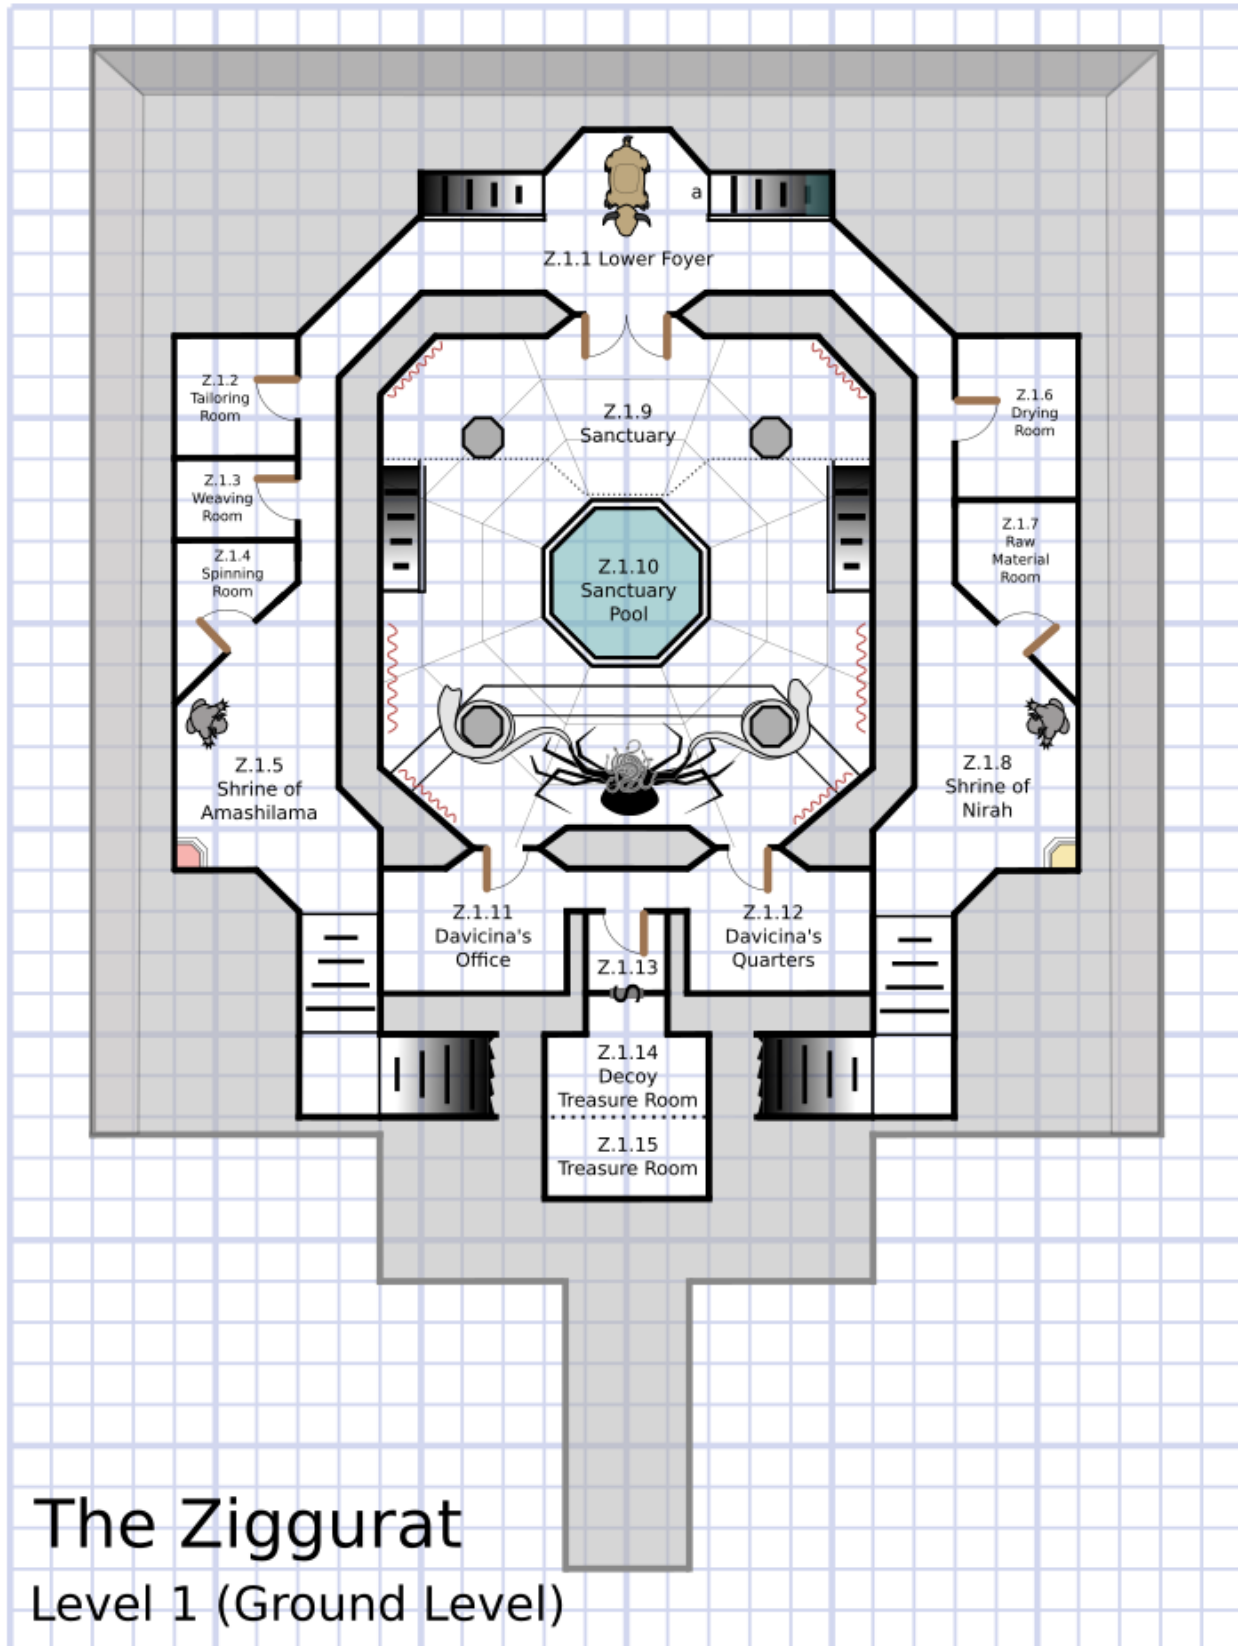 a
Z.1.1 Lower Foyer
Z.1.2
Tailoring
Room
Z.1.3
Weaving
Room
Z.1.4
Spinning
Room
Z.1.5
Shrine of
Amashilama
Z.1.6
Drying
Room
Z.1.7
Raw
Material
Room
Z.1.8
Shrine of
Nirah
Z.1.9
Sanctuary
Z.1.10
Sanctuary
Pool
Z.1.11
Davicina's
Office
Z.1.12
Davicina's
Quarters
Z.1.13
S
Z.1.14
Decoy
Treasure Room
Z.1.15
Treasure Room
The Ziggurat
Level 1 (Ground Level)